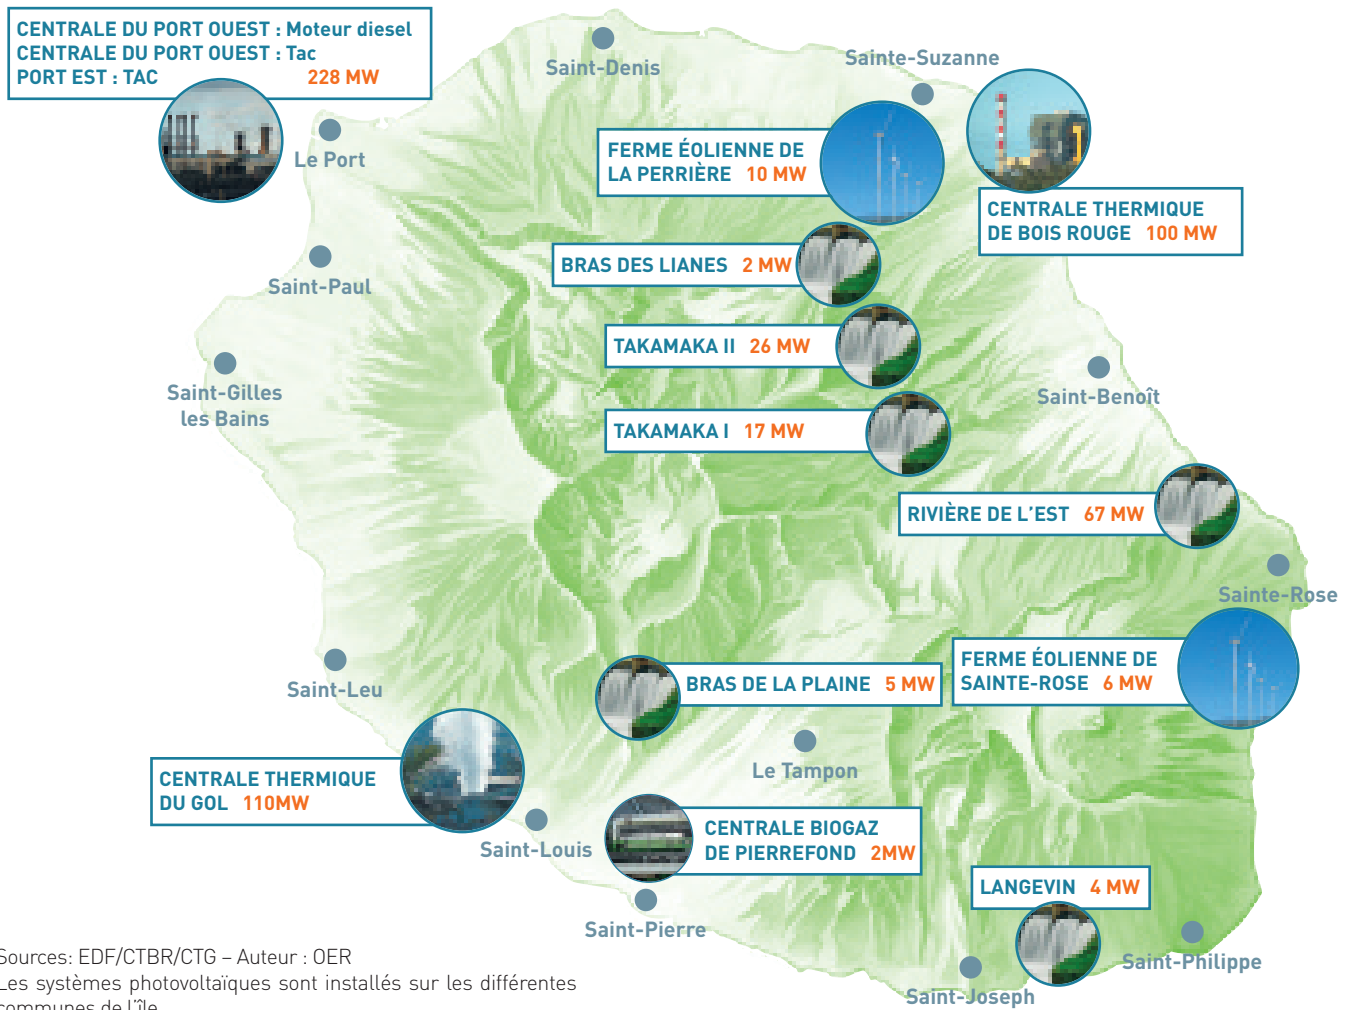 CENTRALE DU PORT OUEST : Moteur diesel
CENTRALE DU PORT OUEST : Tac
PORT EST : TAC 228 MW
Saint-Denis
Sainte-Suzanne
Le Port
FERME ÉOLIENNE DE
LA PERRIÈRE 10 MW
CENTRALE THERMIQUE
DE BOIS ROUGE 100 MW
BRAS DES LIANES 2 MW
Saint-Paul
TAKAMAKA II 26 MW
Saint-Gilles
les Bains
Saint-Benoît
TAKAMAKA I 17 MW
RIVIÈRE DE L'EST 67 MW
Sainte-Rose
FERME ÉOLIENNE DE
SAINTE-ROSE 6 MW
Saint-Leu
BRAS DE LA PLAINE 5 MW
Le Tampon
CENTRALE THERMIQUE
DU GOL 110MW
Saint-Louis
CENTRALE BIOGAZ
DE PIERREFOND 2MW
LANGEVIN 4 MW
Saint-Pierre
Saint-Philippe
Saint-Joseph
Sources: EDF/CTBR/CTG – Auteur : OER
Les systèmes photovoltaïques sont installés sur les différentes
communes de l'île